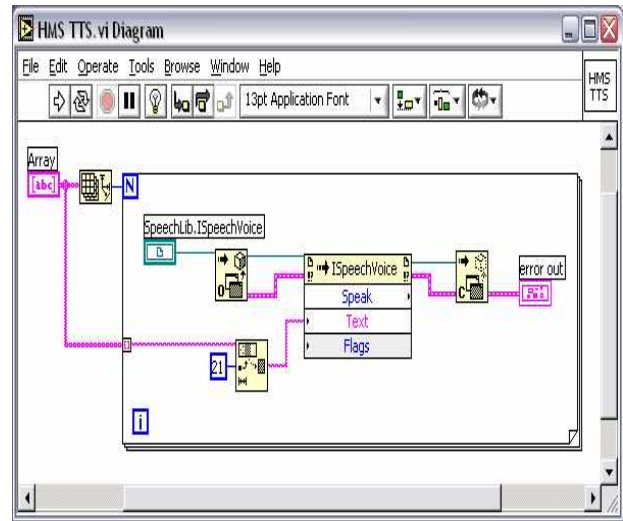 HMS TTS.vi Diagram
File Edit Operate Tools Browse Window Help
HMS
TTS
13pt Application Font
Array
[abc]
N
SpeechLib.ISpeechVoice
ISpeechVoice
error out
Speak
Text
Flags
21
i